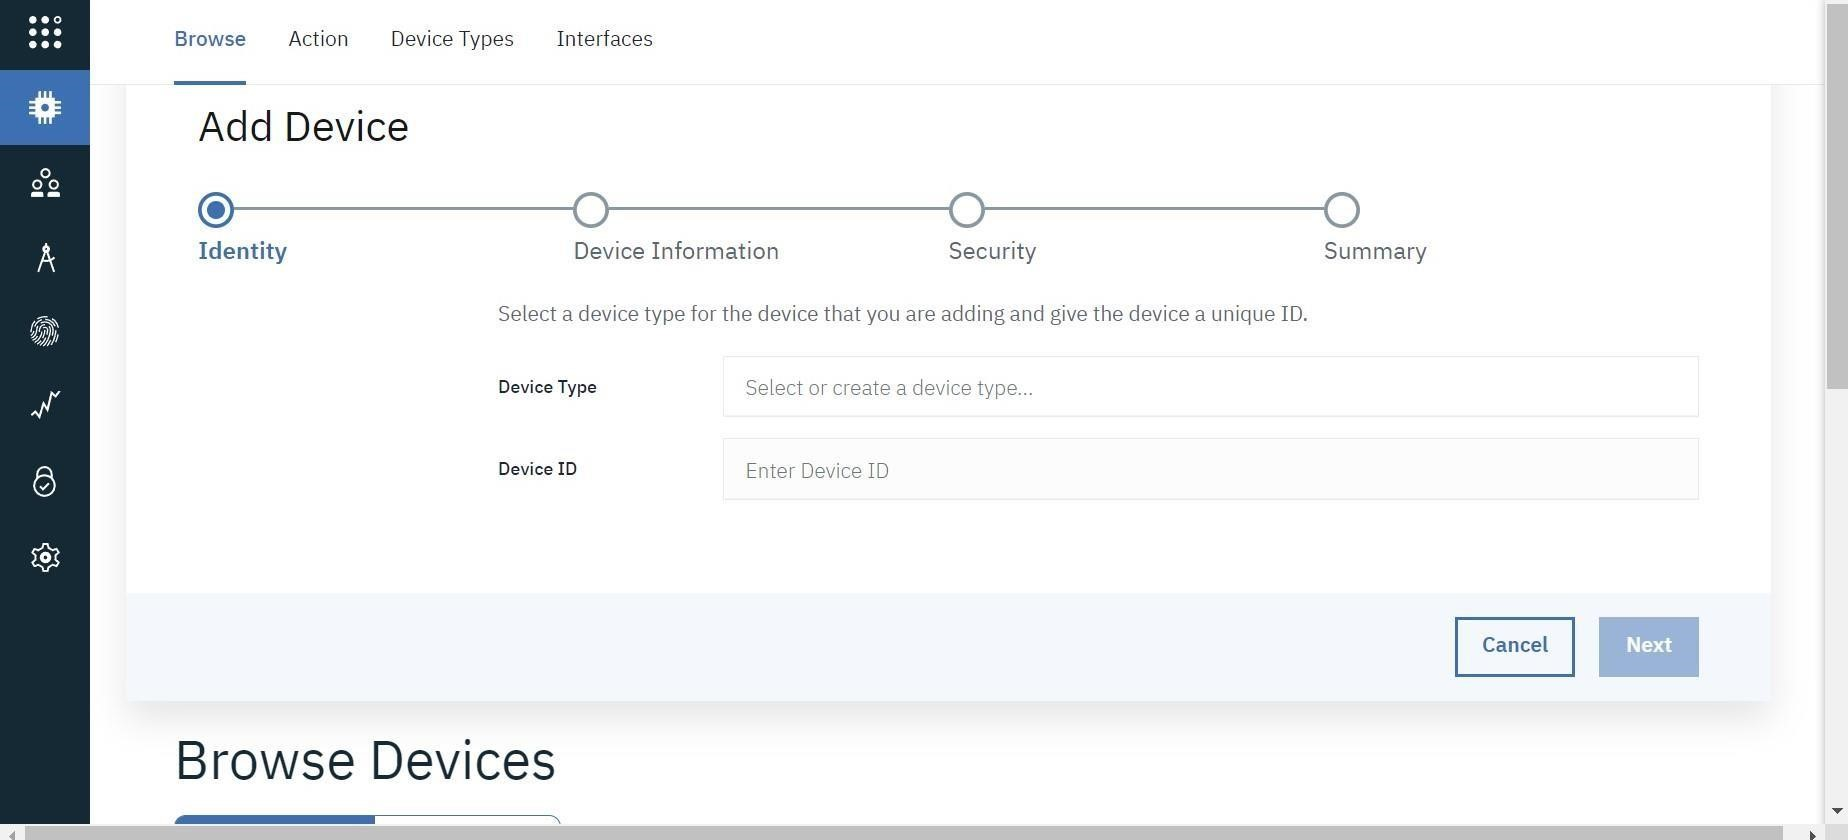 Browse Action Device Types Interfaces
Add Device
Identity Device Information Security Summary
Select a device type for the device that you are adding and give the device a unique ID.
Device Type Select or create a device type...
Device ID Enter Device ID
Cancel Next
Browse Devices